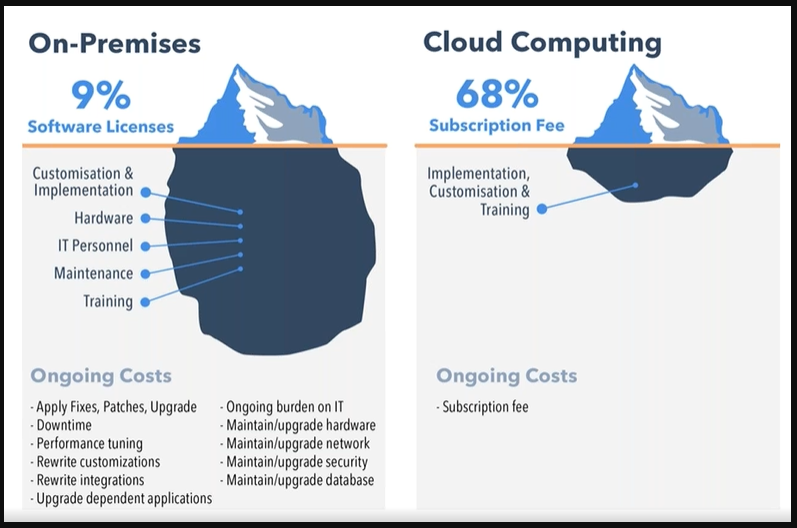 On-Premises
9%
Software Licenses
Customisation &
Implementation
Hardware
IT Personnel
Maintenance
Training
Ongoing Costs
- Apply Fixes, Patches, Upgrade
- Downtime
- Performance tuning
- Rewrite customizations
- Rewrite integrations
- Upgrade dependent applications
- Ongoing burden on IT
- Maintain/upgrade hardware
- Maintain/upgrade network
- Maintain/upgrade security
- Maintain/upgrade database
Cloud Computing
68%
Subscription Fee
Implementation,
Customisation &
Training
Ongoing Costs
- Subscription fee